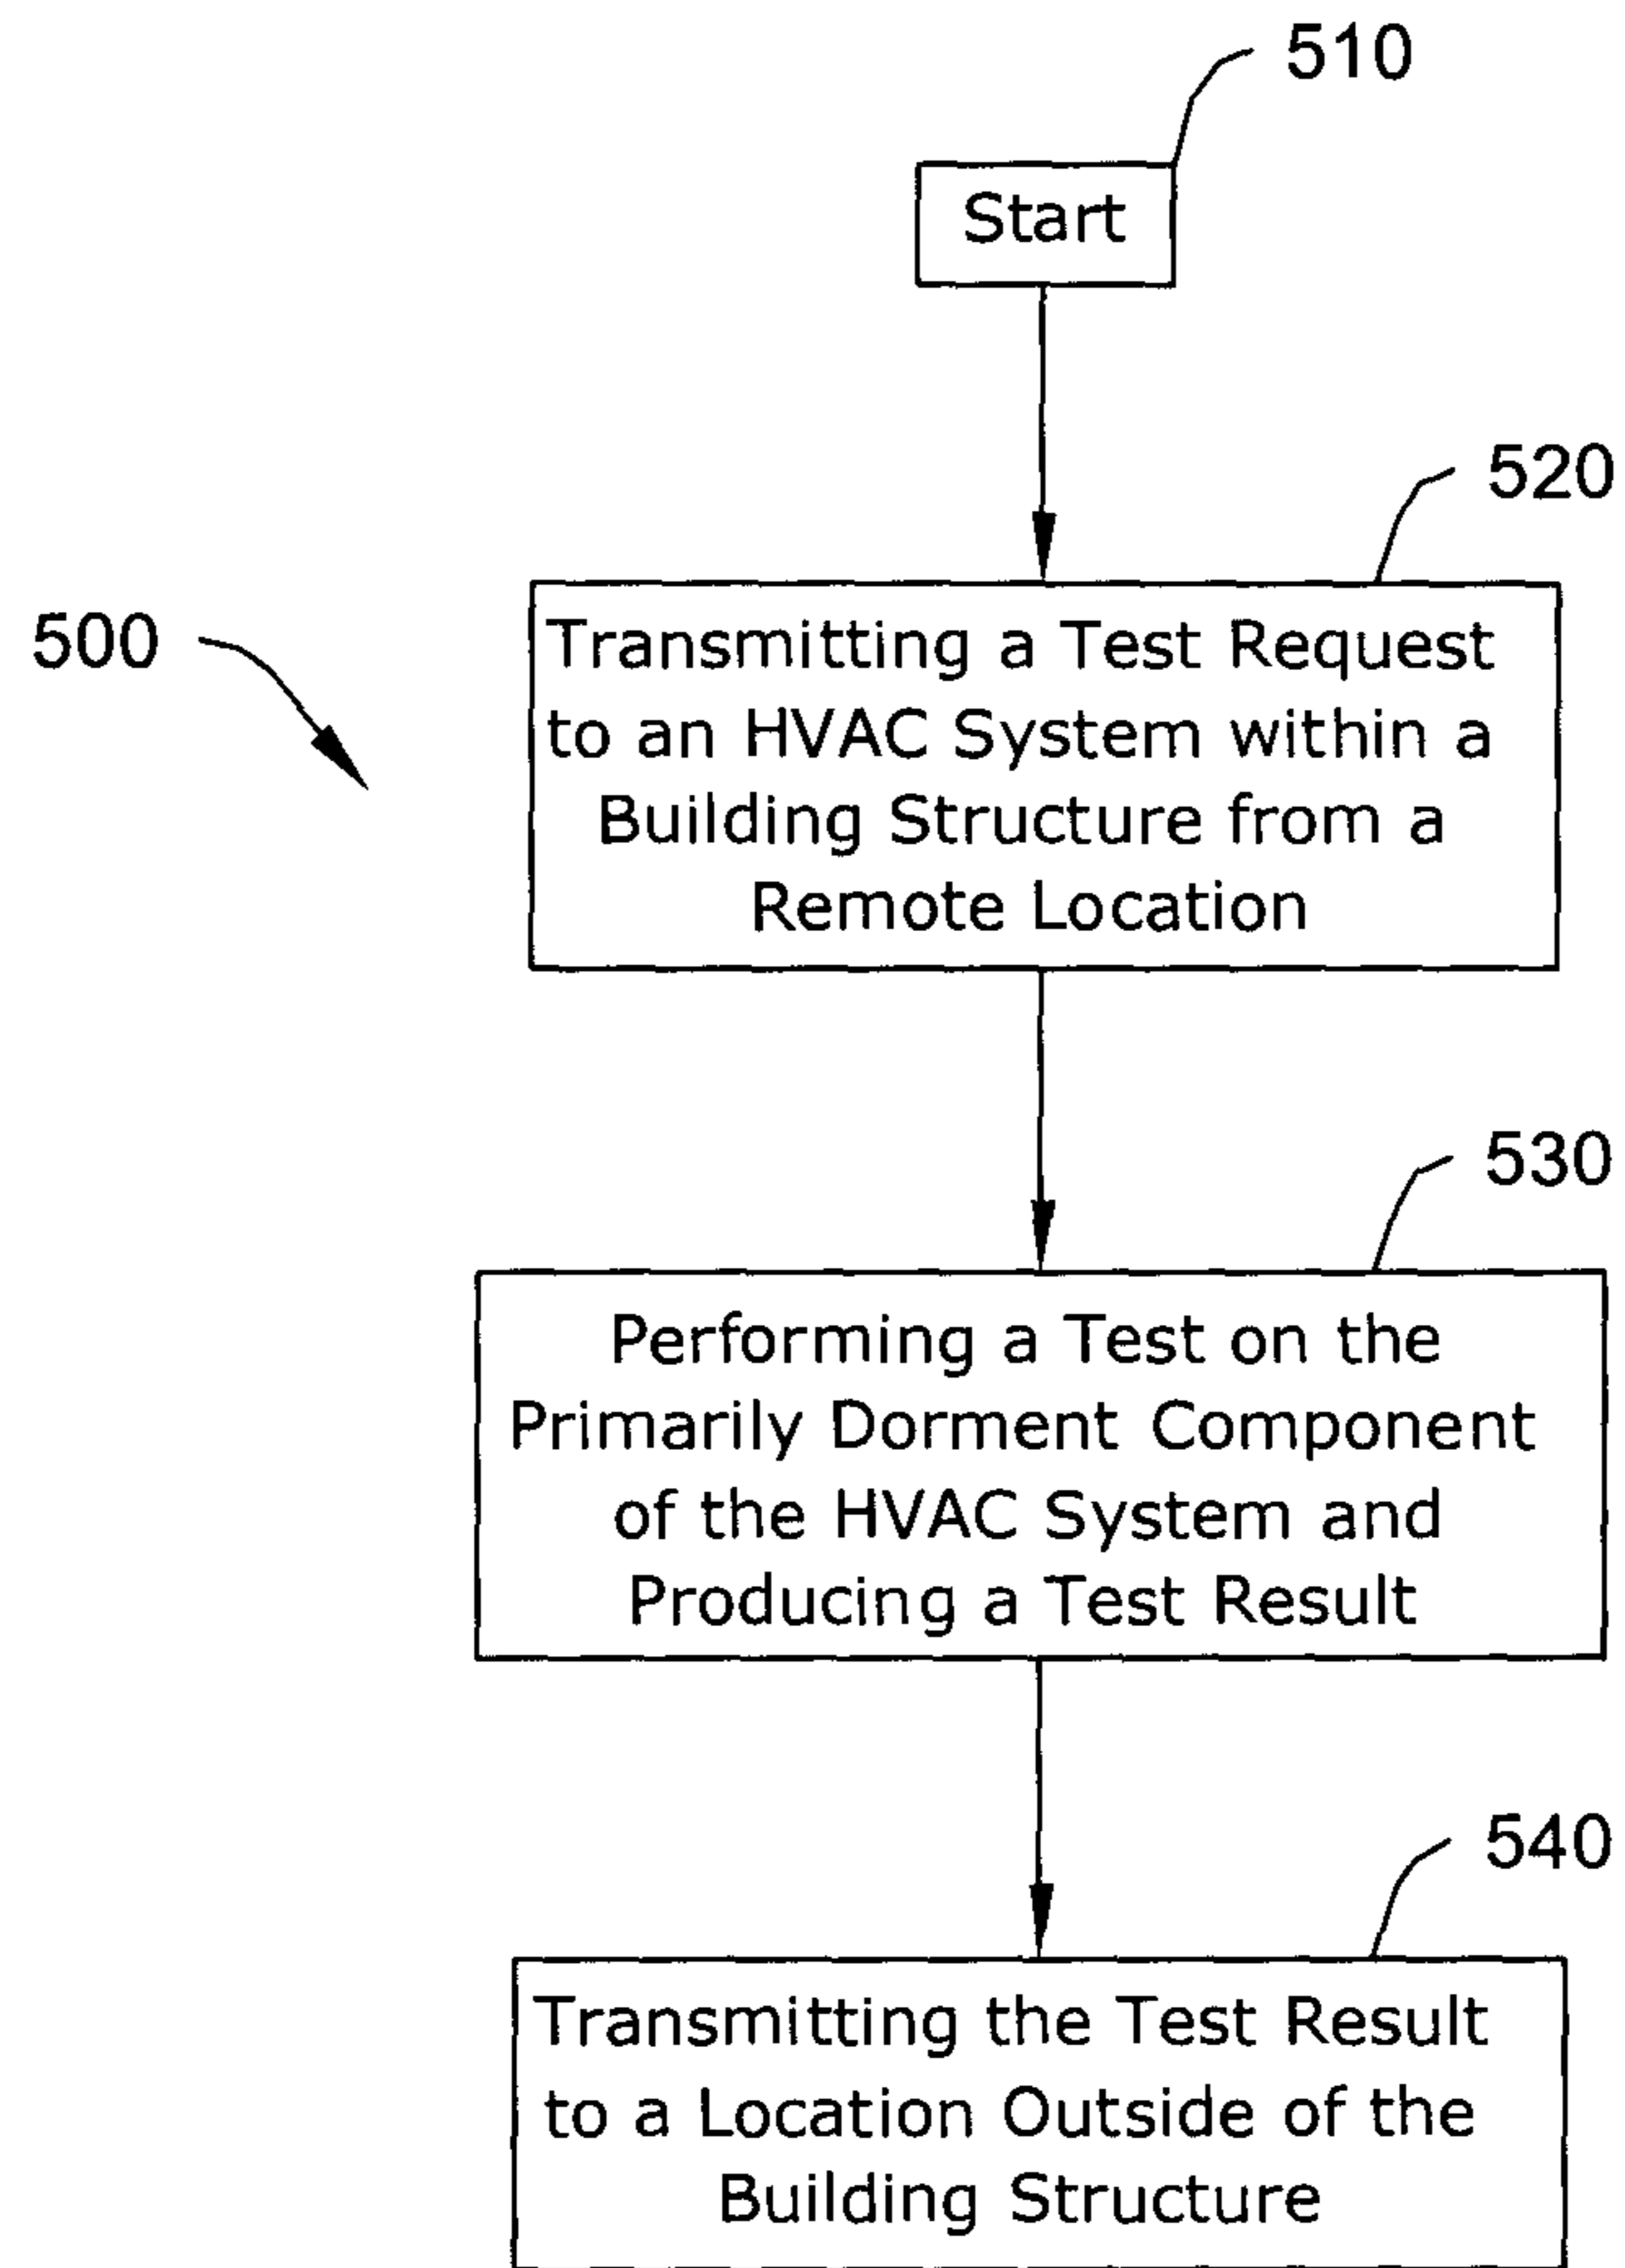 510
Start
520
500
Transmitting a Test Request
to an HVAC System within a
Building Structure from a
Remote Location
530
Performing a Test on the
Primarily Dorment Component
of the HVAC System and
Producing a Test Result
540
Transmitting the Test Result
to a Location Outside of the
Building Structure